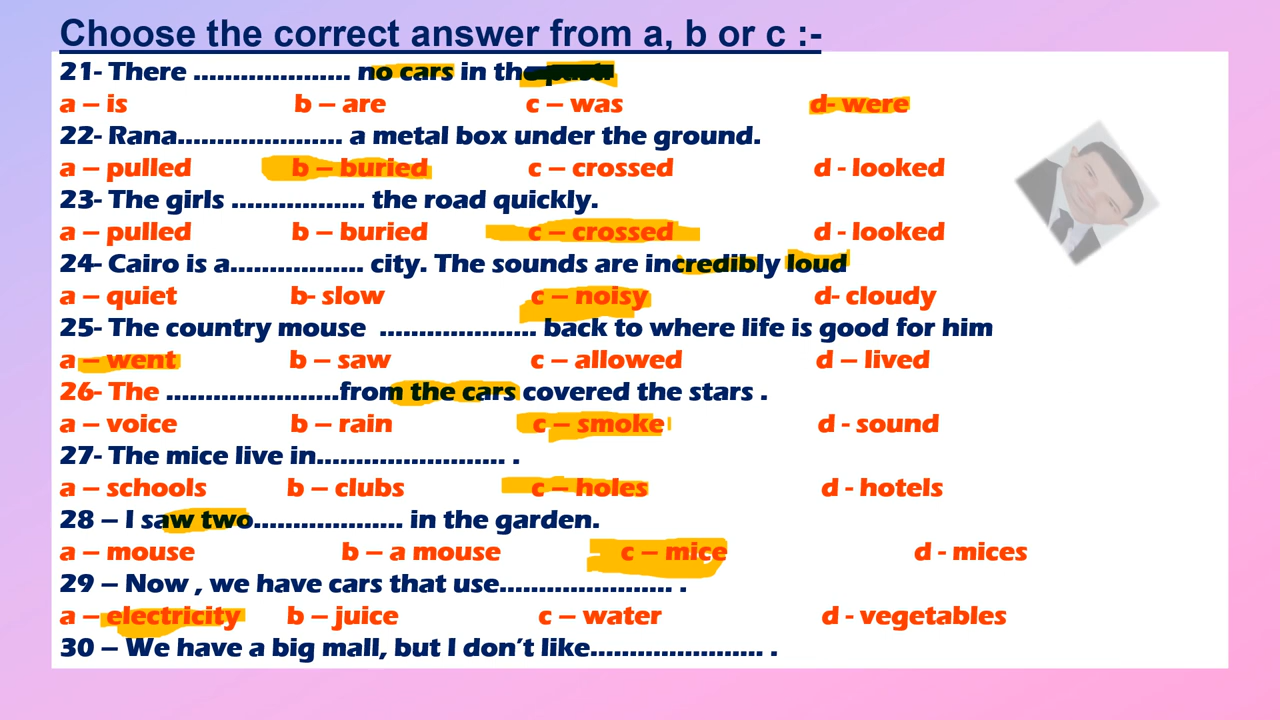 Choose the correct answer from a, b or c :-
21- There .................... no cars in the
a – is b – are c – was d- were
22- Rana..................... a metal box under the ground.
a – pulled b – buried c – crossed d - looked
23- The girls ................. the road quickly.
a – pulled b – buried c – crossed d - looked
24- Cairo is a................. city. The sounds are incredibly loud
a – quiet b- slow c – noisy d- cloudy
25- The country mouse .................... back to where life is good for him
a – went b – saw c – allowed d – lived
26- The ......................from the cars covered the stars .
a – voice b – rain c – smoke d - sound
27- The mice live in........................ .
a – schools b – clubs c – holes d - hotels
28 – I saw two................... in the garden.
a – mouse b – a mouse c – mice d - mices
29 – Now , we have cars that use...................... .
a – electricity b – juice c – water d - vegetables
30 – We have a big mall, but I don't like...................... .